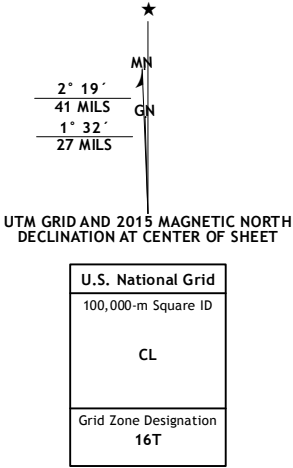 MN
2° 19´
41 MILS
GN
1° 32´
27 MILS
UTM GRID AND 2015 MAGNETIC NORTH
DECLINATION AT CENTER OF SHEET
U.S. National Grid
100,000-m Square ID
CL
Grid Zone Designation
16T